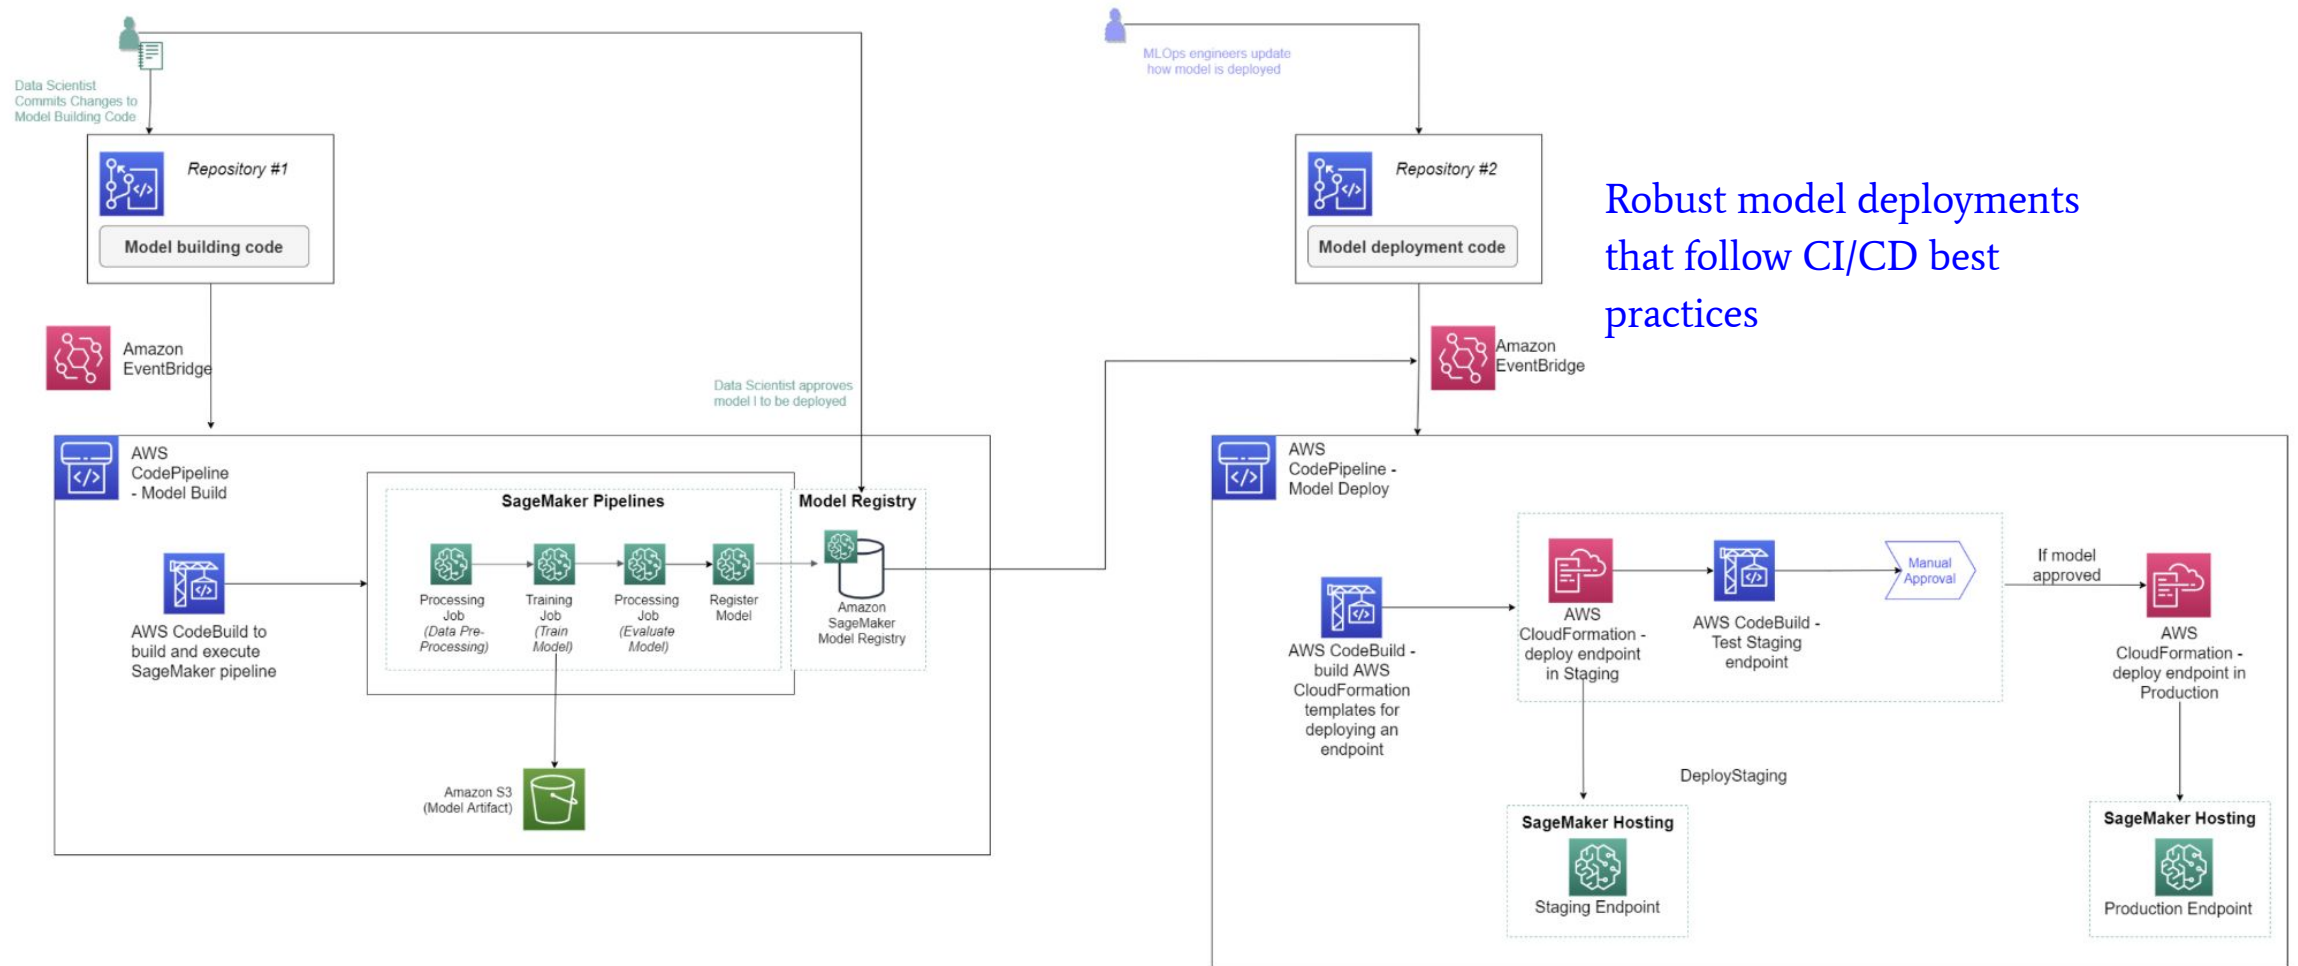 Data Scientist
Commits Changes to
Model Building Code
MLOps engineers update
how model is deployed
Repository #1
Model building code
Repository #2
Model deployment code
Robust model deployments
that follow CI/CD best
practices
Amazon
EventBridge
Amazon
EventBridge
Data Scientist approves
model l to be deployed
AWS
CodePipeline
- Model Build
SageMaker Pipelines
Model Registry
Processing
Job
(Data Pre-
Processing)
Training
Job
(Train
Model)
Processing
Job
(Evaluate
Model)
Register
Model
Amazon
SageMaker
Model Registry
AWS CodeBuild to
build and execute
SageMaker pipeline
Amazon S3
(Model Artifact)
AWS
CodePipeline -
Model Deploy
AWS CodeBuild -
build AWS
CloudFormation
templates for
deploying an
endpoint
AWS
CloudFormation -
deploy endpoint
in Staging
AWS CodeBuild -
Test Staging
endpoint
Manual
Approval
If model
approved
AWS
CloudFormation -
deploy endpoint in
Production
DeployStaging
SageMaker Hosting
Staging Endpoint
SageMaker Hosting
Production Endpoint